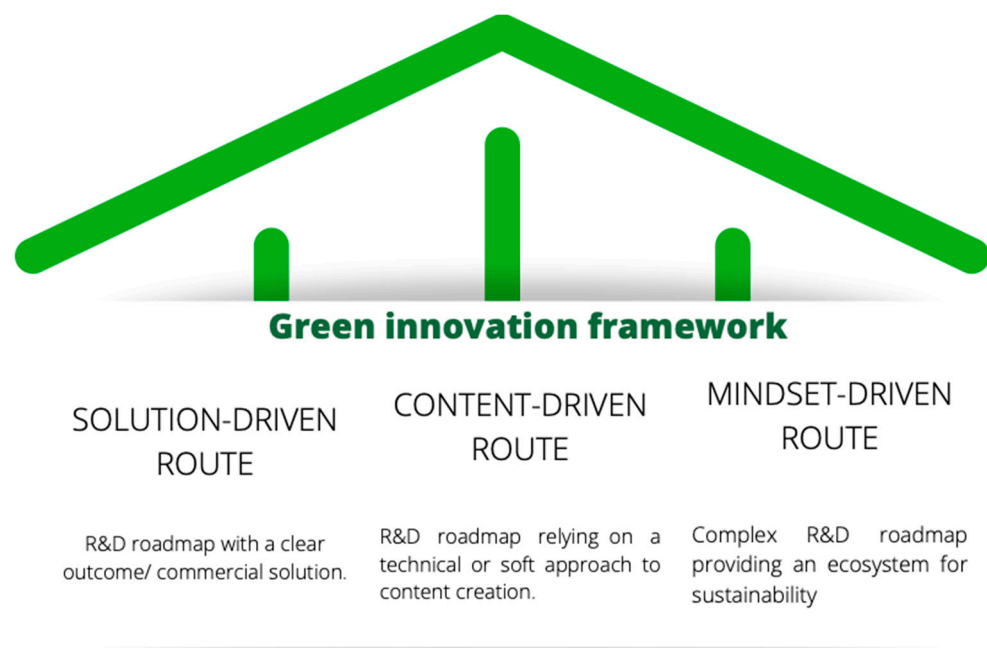 Green innovation framework
SOLUTION-DRIVEN
ROUTE
R&D roadmap with a clear
outcome/ commercial solution.
CONTENT-DRIVEN
ROUTE
R&D roadmap relying on a
technical or soft approach to
content creation.
MINDSET-DRIVEN
ROUTE
Complex R&D roadmap
providing an ecosystem for
sustainability